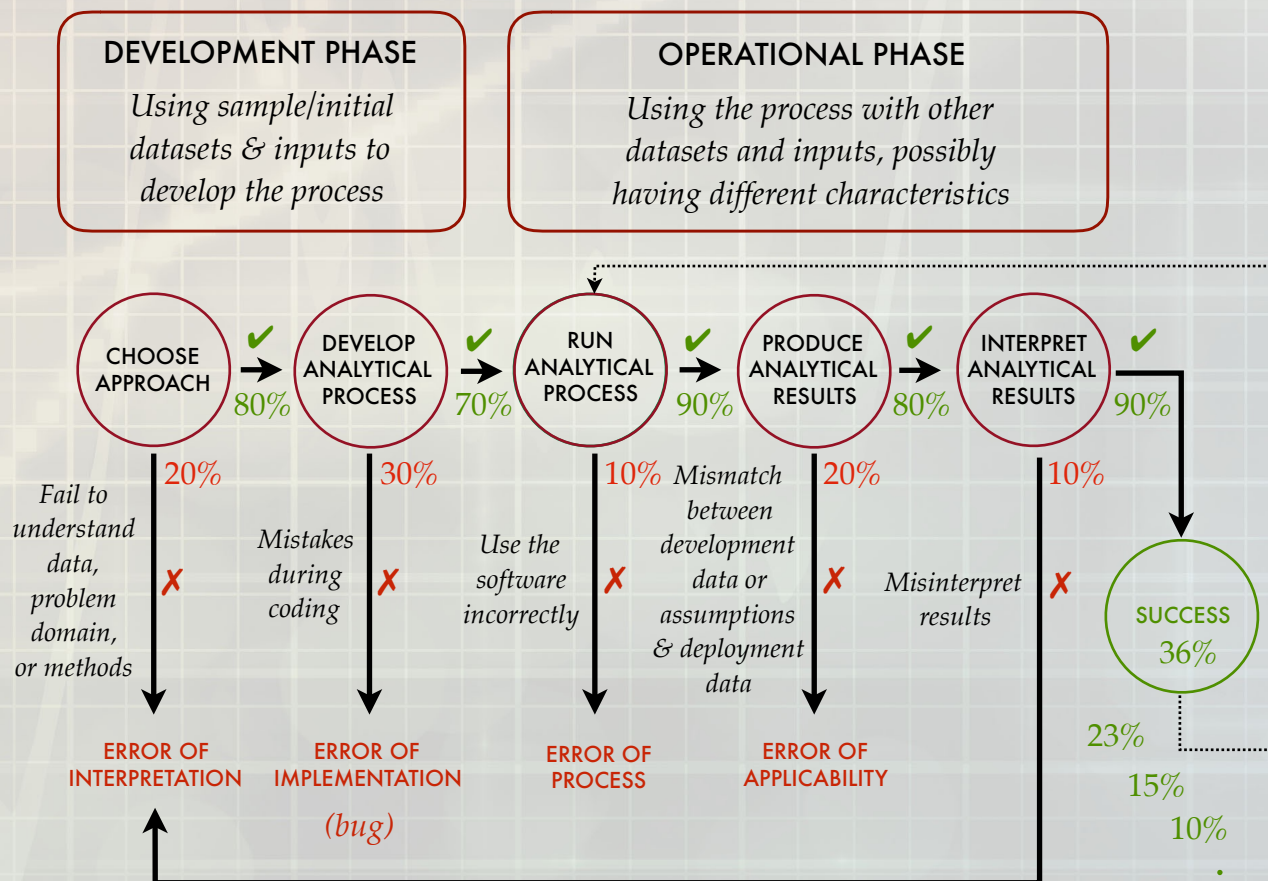 DEVELOPMENT PHASE
Using sample/initial
datasets & inputs to
develop the process
OPERATIONAL PHASE
Using the process with other
datasets and inputs, possibly
having different characteristics
CHOOSE
APPROACH
✔
80%
DEVELOP
ANALYTICAL
PROCESS
✔
70%
RUN
ANALYTICAL
PROCESS
✔
90%
PRODUCE
ANALYTICAL
RESULTS
✔
80%
INTERPRET
ANALYTICAL
RESULTS
✔
90%
20%
Fail to
understand
data,
problem
domain,
or methods
✗
30%
Mistakes
during
coding
✗
10%
Use the
software
incorrectly
✗
20%
Mismatch
between
development
data or
assumptions
& deployment
data
✗
10%
Misinterpret
results
✗
SUCCESS
36%
ERROR OF
INTERPRETATION
ERROR OF
IMPLEMENTATION
(bug)
ERROR OF
PROCESS
ERROR OF
APPLICABILITY
23%
15%
10%
.